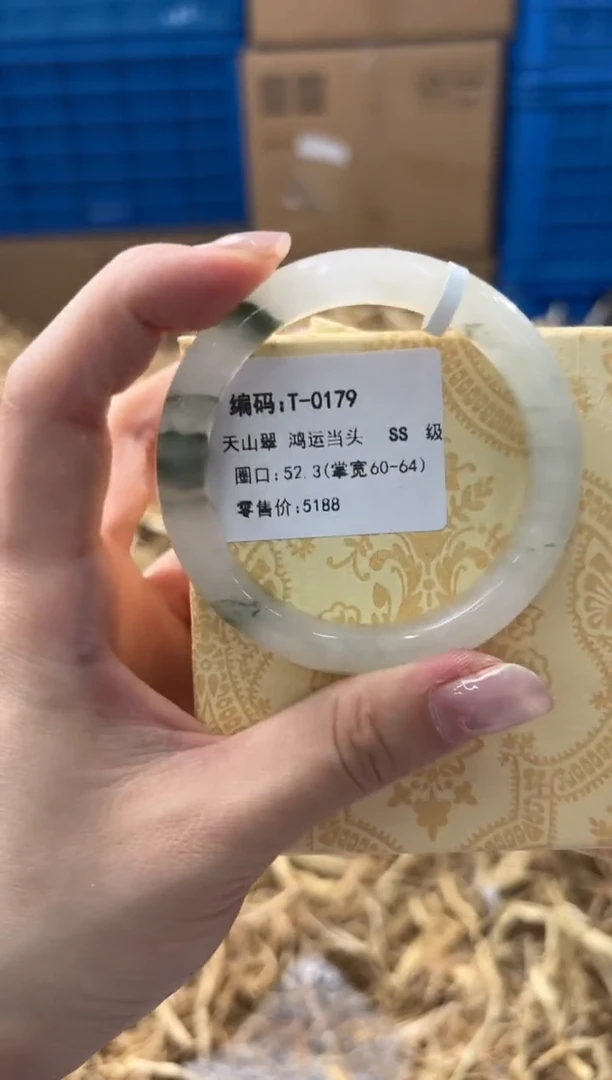 编码:T-0179
天山翠 鸿运当头 SS 级
圈口:52.3(掌宽60-64)
零售价:5188